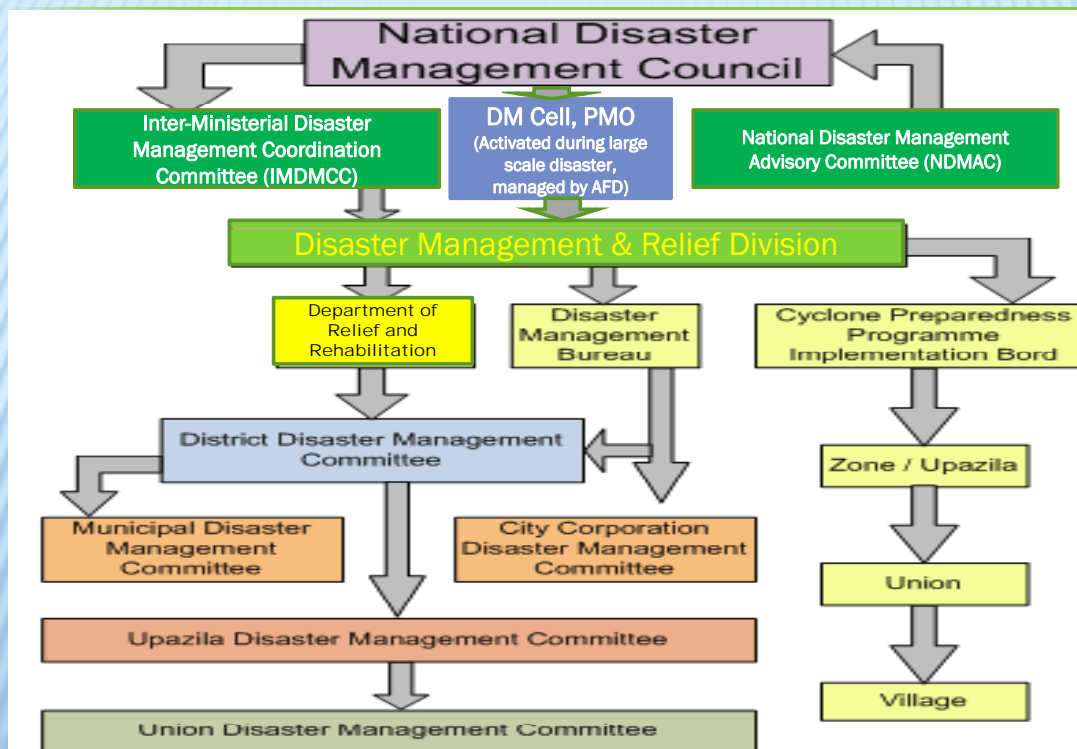 National Disaster
Management Council
Inter-Ministerial Disaster
Management Coordination
Committee (IMDMCC)
DM Cell, PMO
(Activated during large
scale disaster,
managed by AFD)
National Disaster Management
Advisory Committee (NDMAC)
Disaster Management & Relief Division
Department of
Relief and
Rehabilitation
Disaster
Management
Bureau
Cyclone Preparedness
Programme
Implementation Bord
District Disaster Management
Committee
Zone / Upazila
Municipal Disaster
Management
Committee
City Corporation
Disaster Management
Committee
Union
Upazila Disaster Management Committee
Village
Union Disaster Management Committee